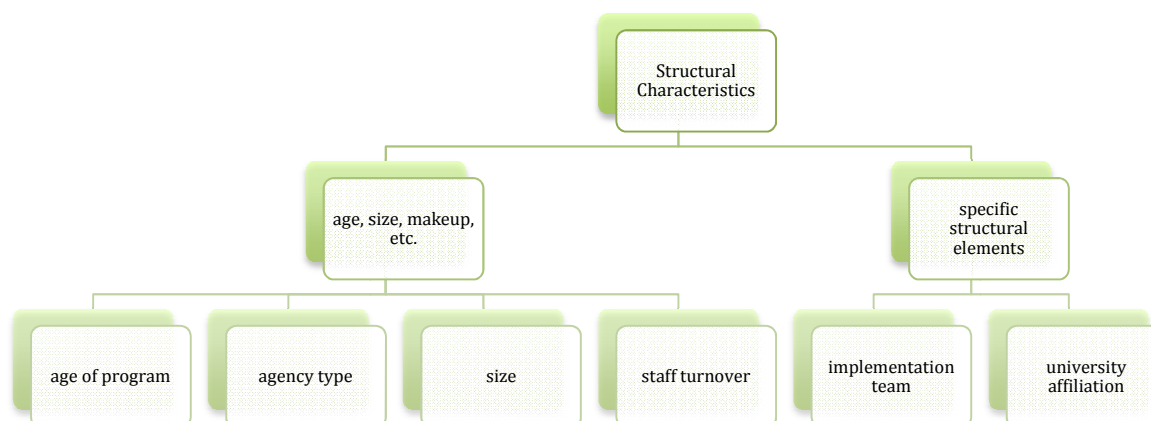 Structural
Characteristics
age, size, makeup,
etc.
specific
structural
elements
age of program
agency type
size
staff turnover
implementation
team
university
affiliation